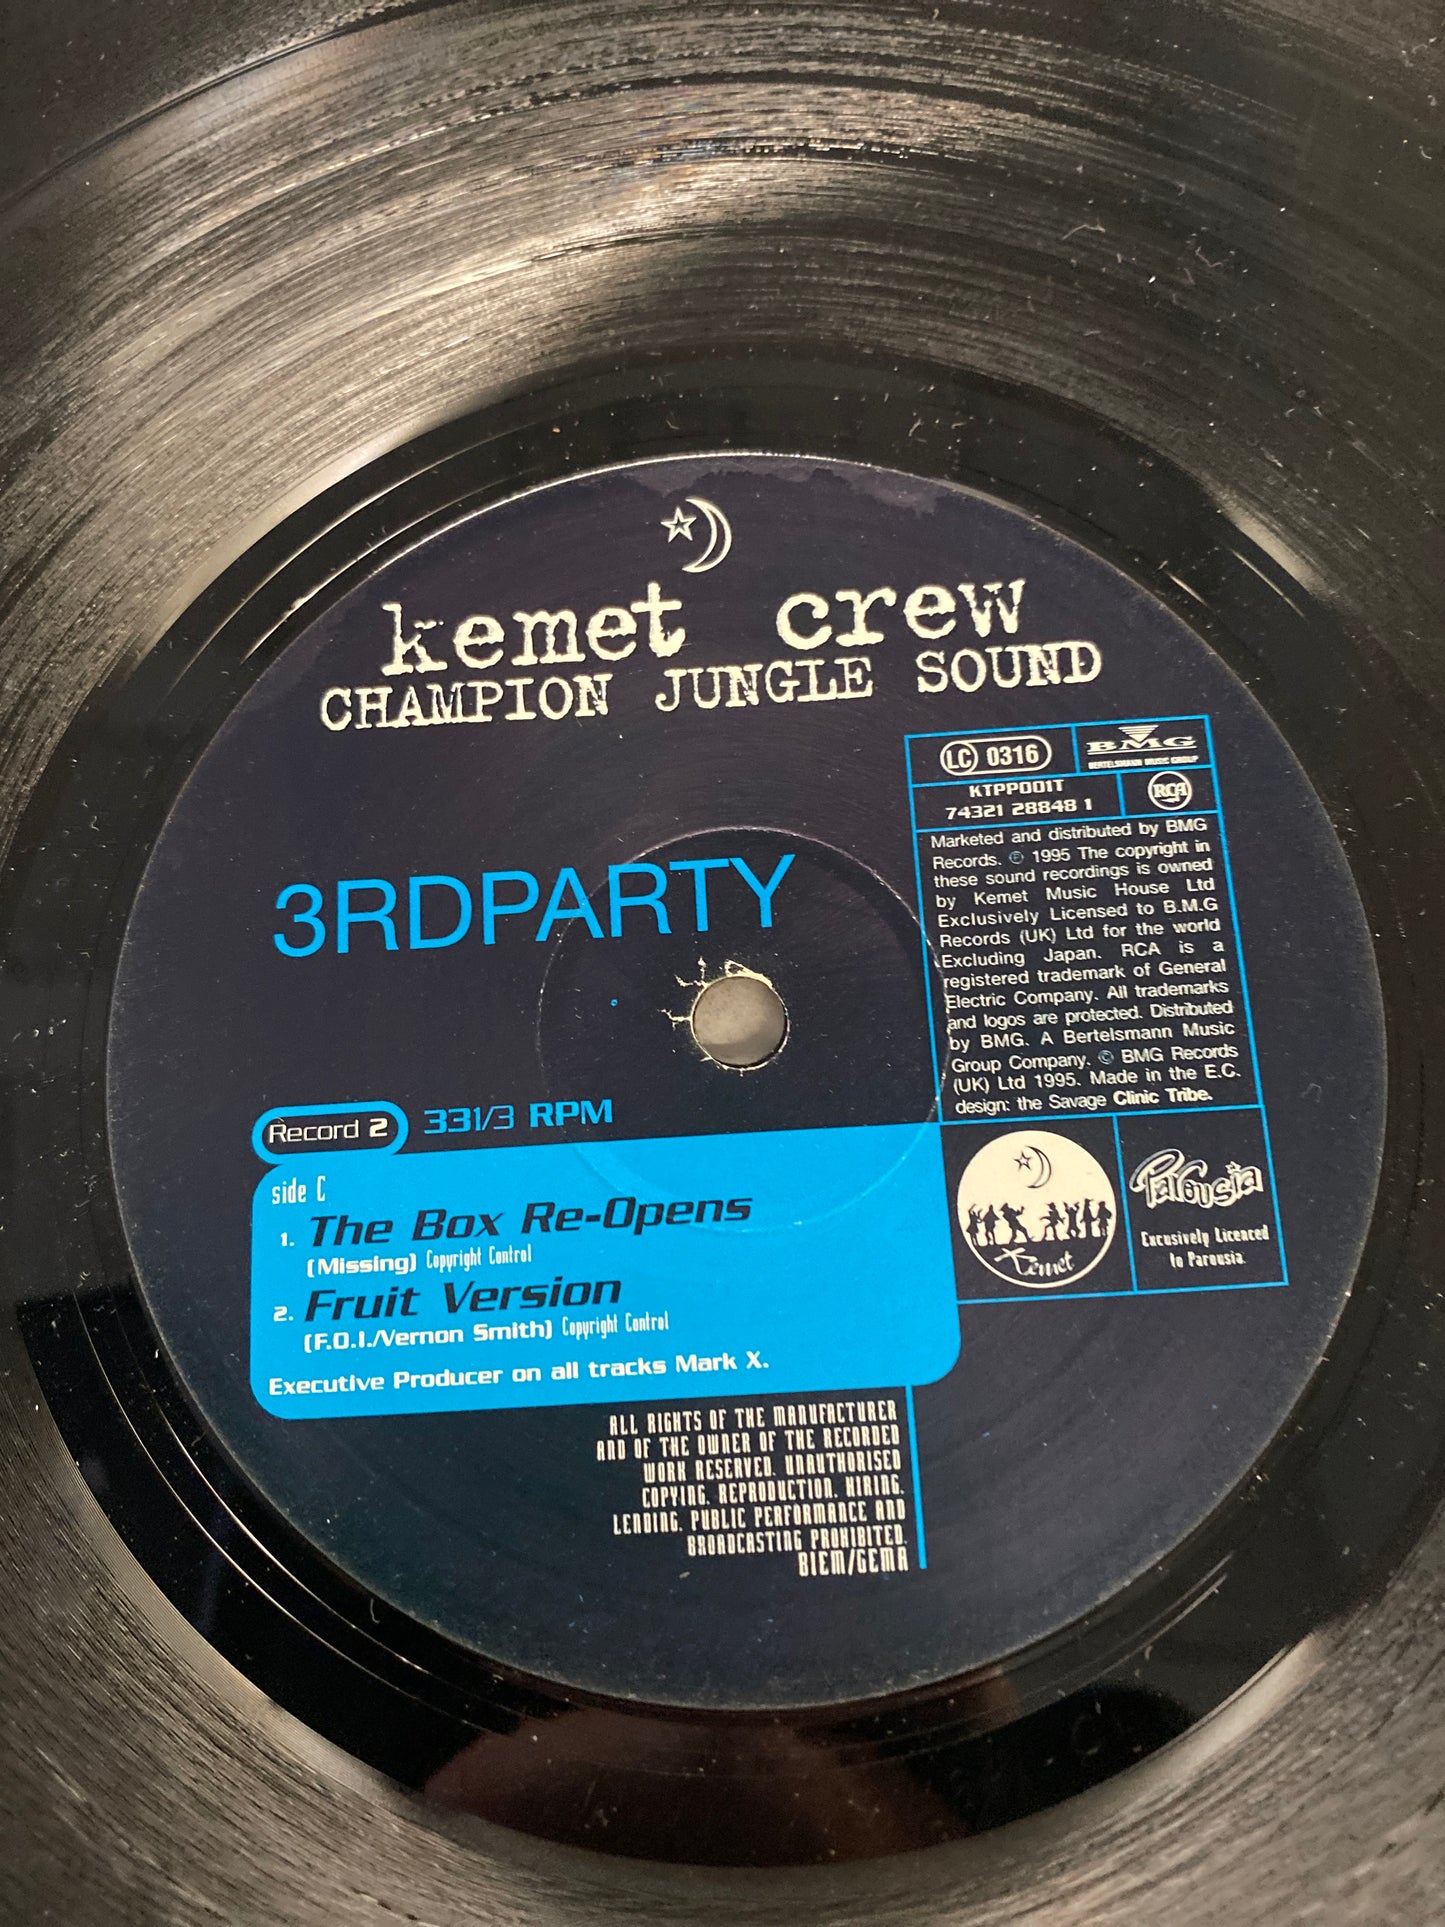 kemet crew
CHAMPION JUNGLE SOUND
LC 0316
BMG
BERTELSMANN MUSIC GROUP
KTPP001T
74321 28848 1
RCA
Marketed and distributed by BMG
Records. Ⓟ 1995 The copyright in
these sound recordings is owned
by Kemet Music House Ltd
Exclusively Licensed to B.M.G
Records (UK) Ltd for the world
Excluding Japan. RCA is a
registered trademark of General
Electric Company. All trademarks
and logos are protected. Distributed
by BMG. A Bertelsmann Music
Group Company. © BMG Records
(UK) Ltd 1995. Made in the E.C.
design: the Savage Clinic Tribe.
3RDPARTY
Record 2
331/3 RPM
side C
1. The Box Re-Opens
(Missing) Copyright Control
2. Fruit Version
(F.O.I./Vernon Smith) Copyright Control
Executive Producer on all tracks Mark X.
Kemet
Parousia
Excusively Licenced
to Parousia.
ALL RIGHTS OF THE MANUFACTURER
AND OF THE OWNER OF THE RECORDED
WORK RESERVED. UNAUTHORISED
COPYING. REPRODUCTION. HIRING.
LENDING. PUBLIC PERFORMANCE AND
BROADCASTING PROHIBITED.
BIEM/GEMA